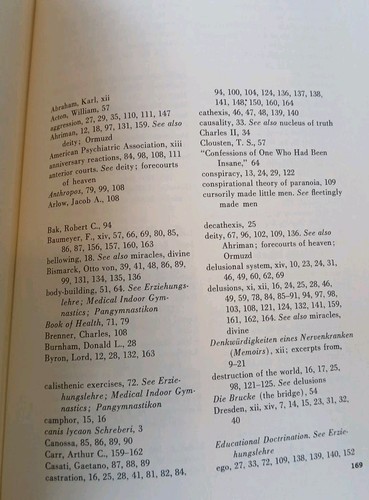 Abraham, Karl, xii
Acton, William, 57
aggression, 27, 29, 35, 110, 111, 147
Ahriman, 12, 18, 97, 131, 159. See also
deity; Ormuzd
American Psychiatric Association, xiii
anniversary reactions, 84, 98, 108, 111
anterior courts. See deity; forecourts
of heaven
Anthropos, 79, 99, 108
Arlow, Jacob A., 108
Bak, Robert C., 94
Baumeyer, F., xiv, 57, 66, 69, 80, 85,
86, 87, 156, 157, 160, 163
bellowing, 18. See also miracles, divine
Bismarck, Otto von, 39, 41, 48, 86, 89,
99, 131, 134, 135, 136
body-building, 51, 64. See Erziehungs-
lehre; Medical Indoor Gym-
nastics; Pangymnastikon
Book of Health, 71, 79
Brenner, Charles, 108
Burnham, Donald L., 28
Byron, Lord, 12, 28, 132, 163
calisthenic exercises, 72. See Erzie-
hungslehre; Medical Indoor Gym-
nastics; Pangymnastikon
camphor, 15, 16
canis lycaon Schreberi, 3
Canossa, 85, 86, 89, 90
Carr, Arthur C., 159–162
Casati, Gaetano, 87, 88, 89
castration, 16, 25, 28, 41, 81, 82, 84,
94, 100, 104, 124, 136, 137, 138,
141, 148, 150, 160, 164
cathexis, 46, 47, 48, 139, 140
causality, 33. See also nucleus of truth
Charles II, 34
Clousten, T. S., 57
"Confessions of One Who Had Been
Insane," 64
conspiracy, 13, 24, 29, 122
conspirational theory of paranoia, 109
cursorily made little men. See fleetingly
made men
decathexis, 25
deity, 67, 96, 102, 109, 136. See also
Ahriman; forecourts of heaven;
Ormuzd
delusional system, xiv, 10, 23, 24, 31,
46, 49, 60, 62, 69
delusions, xi, xii, 16, 24, 25, 28, 46,
49, 59, 78, 84, 85–91, 94, 97, 98,
103, 108, 121, 124, 132, 141, 159,
161, 162, 164. See also miracles,
divine
Denkwürdigkeiten eines Nervenkranken
(Memoirs), xii; excerpts from,
9–21
destruction of the world, 16, 17, 25,
98, 121–125. See delusions
Die Brucke (the bridge), 54
Dresden, xii, xiv, 7, 14, 15, 23, 31, 32,
40
Educational Doctrination. See Erzie-
hungslehre
ego, 27, 33, 72, 109, 138, 139, 140, 152
169